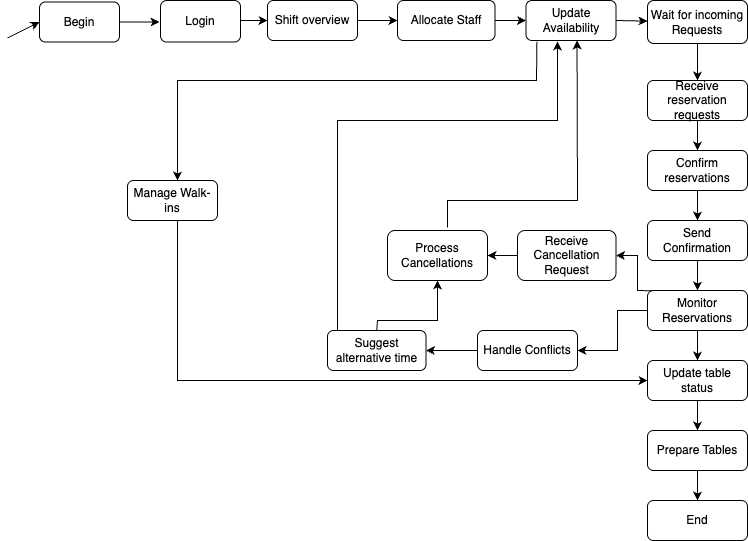 Begin
Login
Shift overview
Allocate Staff
Update
Availability
Wait for incoming
Requests
Receive
reservation
requests
Confirm
reservations
Manage Walk-
ins
Send
Confirmation
Process
Cancellations
Receive
Cancellation
Request
Monitor
Reservations
Suggest
alternative time
Handle Conflicts
Update table
status
Prepare Tables
End